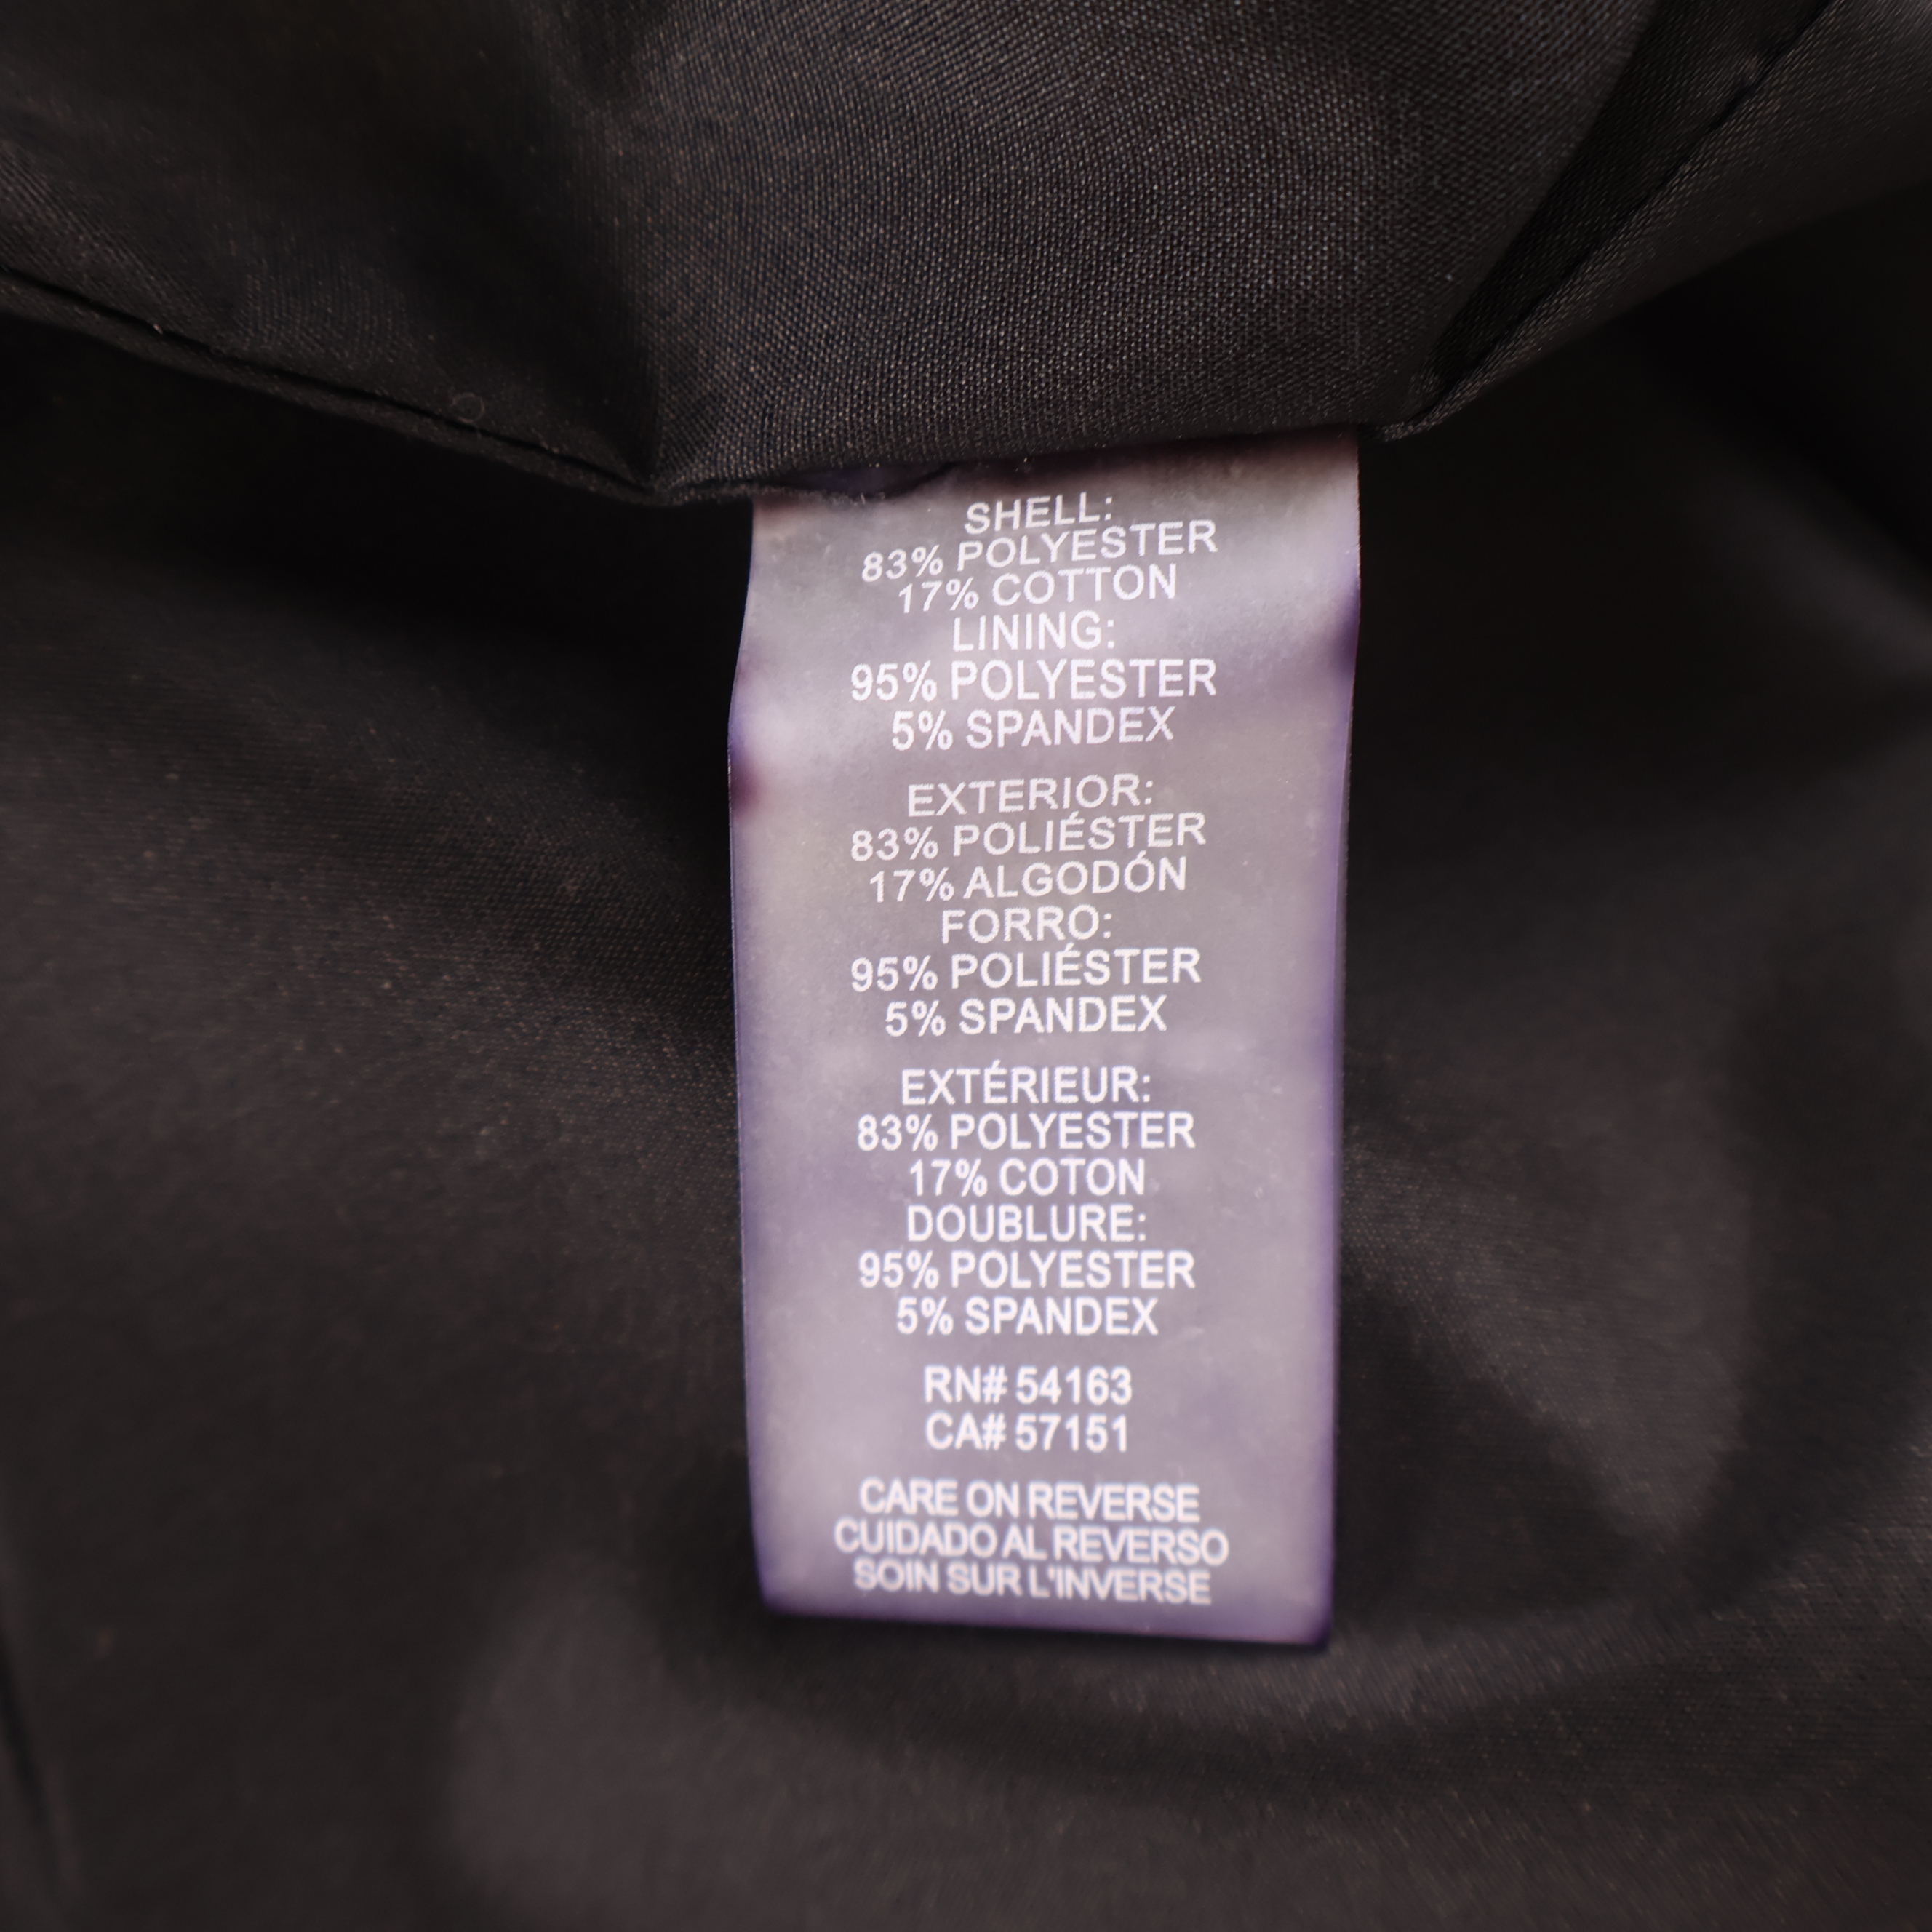 SHELL:
83% POLYESTER
17% COTTON
LINING:
95% POLYESTER
5% SPANDEX
EXTERIOR:
83% POLIÉSTER
17% ALGODÓN
FORRO:
95% POLIÉSTER
5% SPANDEX
EXTÉRIEUR:
83% POLYESTER
17% COTON
DOUBLURE:
95% POLYESTER
5% SPANDEX
RN# 54163
CA# 57151
CARE ON REVERSE
CUIDADO AL REVERSO
SOIN SUR L'INVERSE